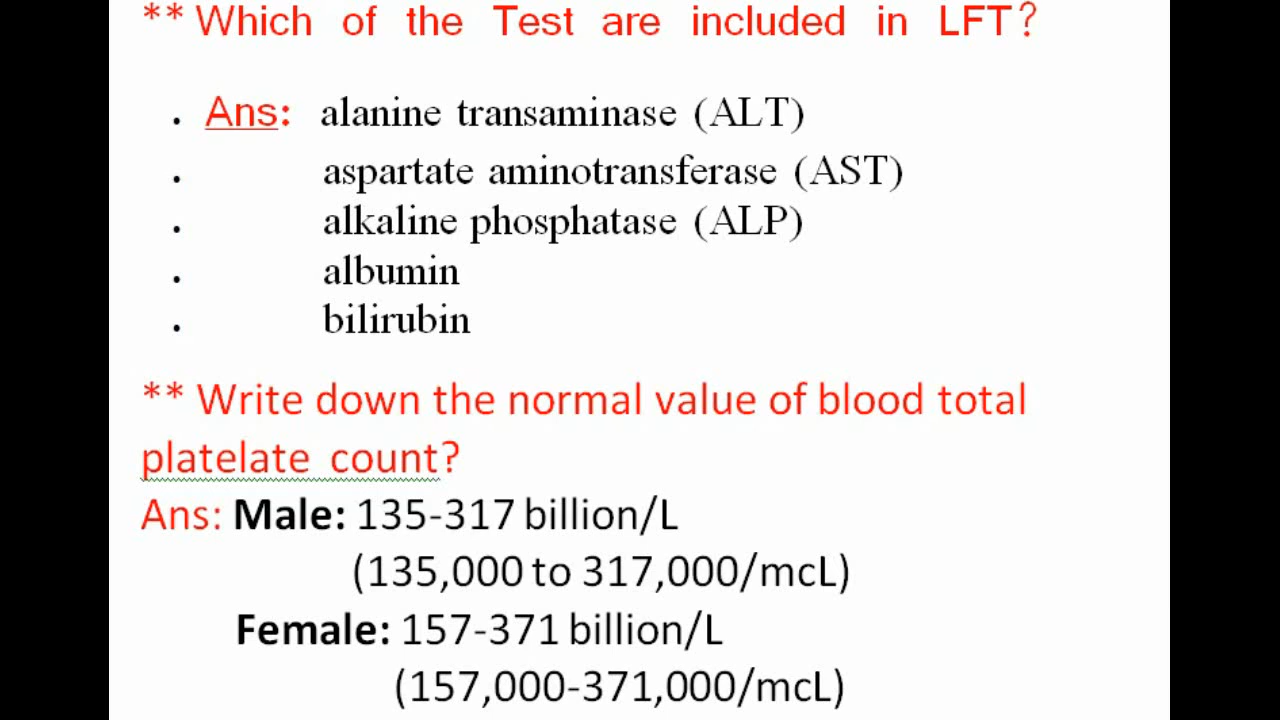 ** Which of the Test are included in LFT?
. Ans: alanine transaminase (ALT)
. aspartate aminotransferase (AST)
. alkaline phosphatase (ALP)
. albumin
. bilirubin
** Write down the normal value of blood total
platelate count?
Ans: Male: 135-317 billion/L
(135,000 to 317,000/mcL)
Female: 157-371 billion/L
(157,000-371,000/mcL)